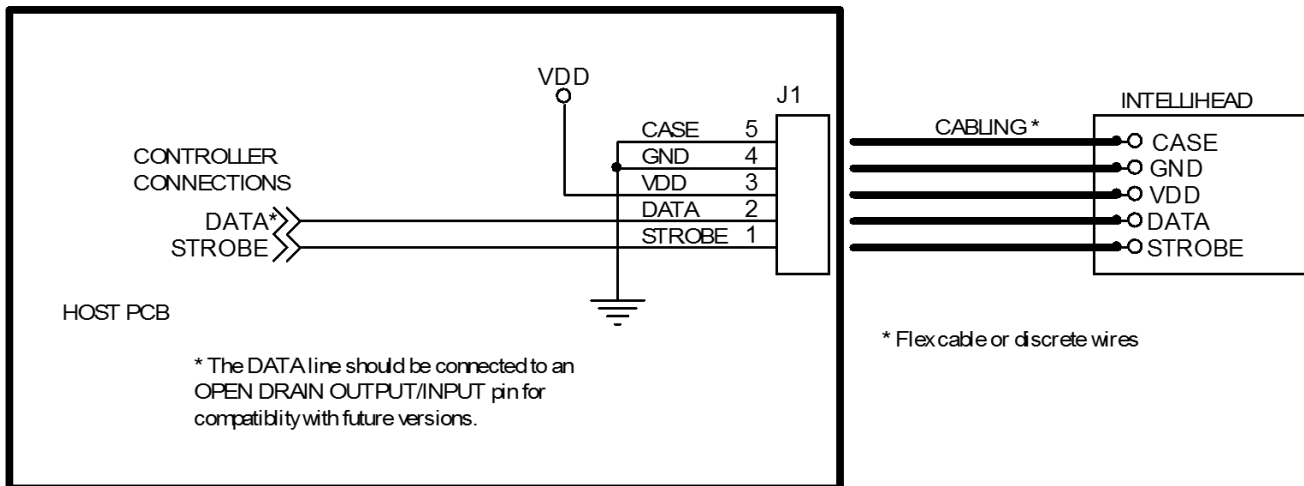 VDD
J1
INTELLIHEAD
CASE 5
GND 4
VDD 3
DATA 2
STROBE 1
CABLING *
CASE
GND
VDD
DATA
STROBE
CONTROLLER
CONNECTIONS
DATA*
STROBE
HOST PCB
* The DATA line should be connected to an
OPEN DRAIN OUTPUT/INPUT pin for
compatiblity with future versions.
* Flex cable or discrete wires